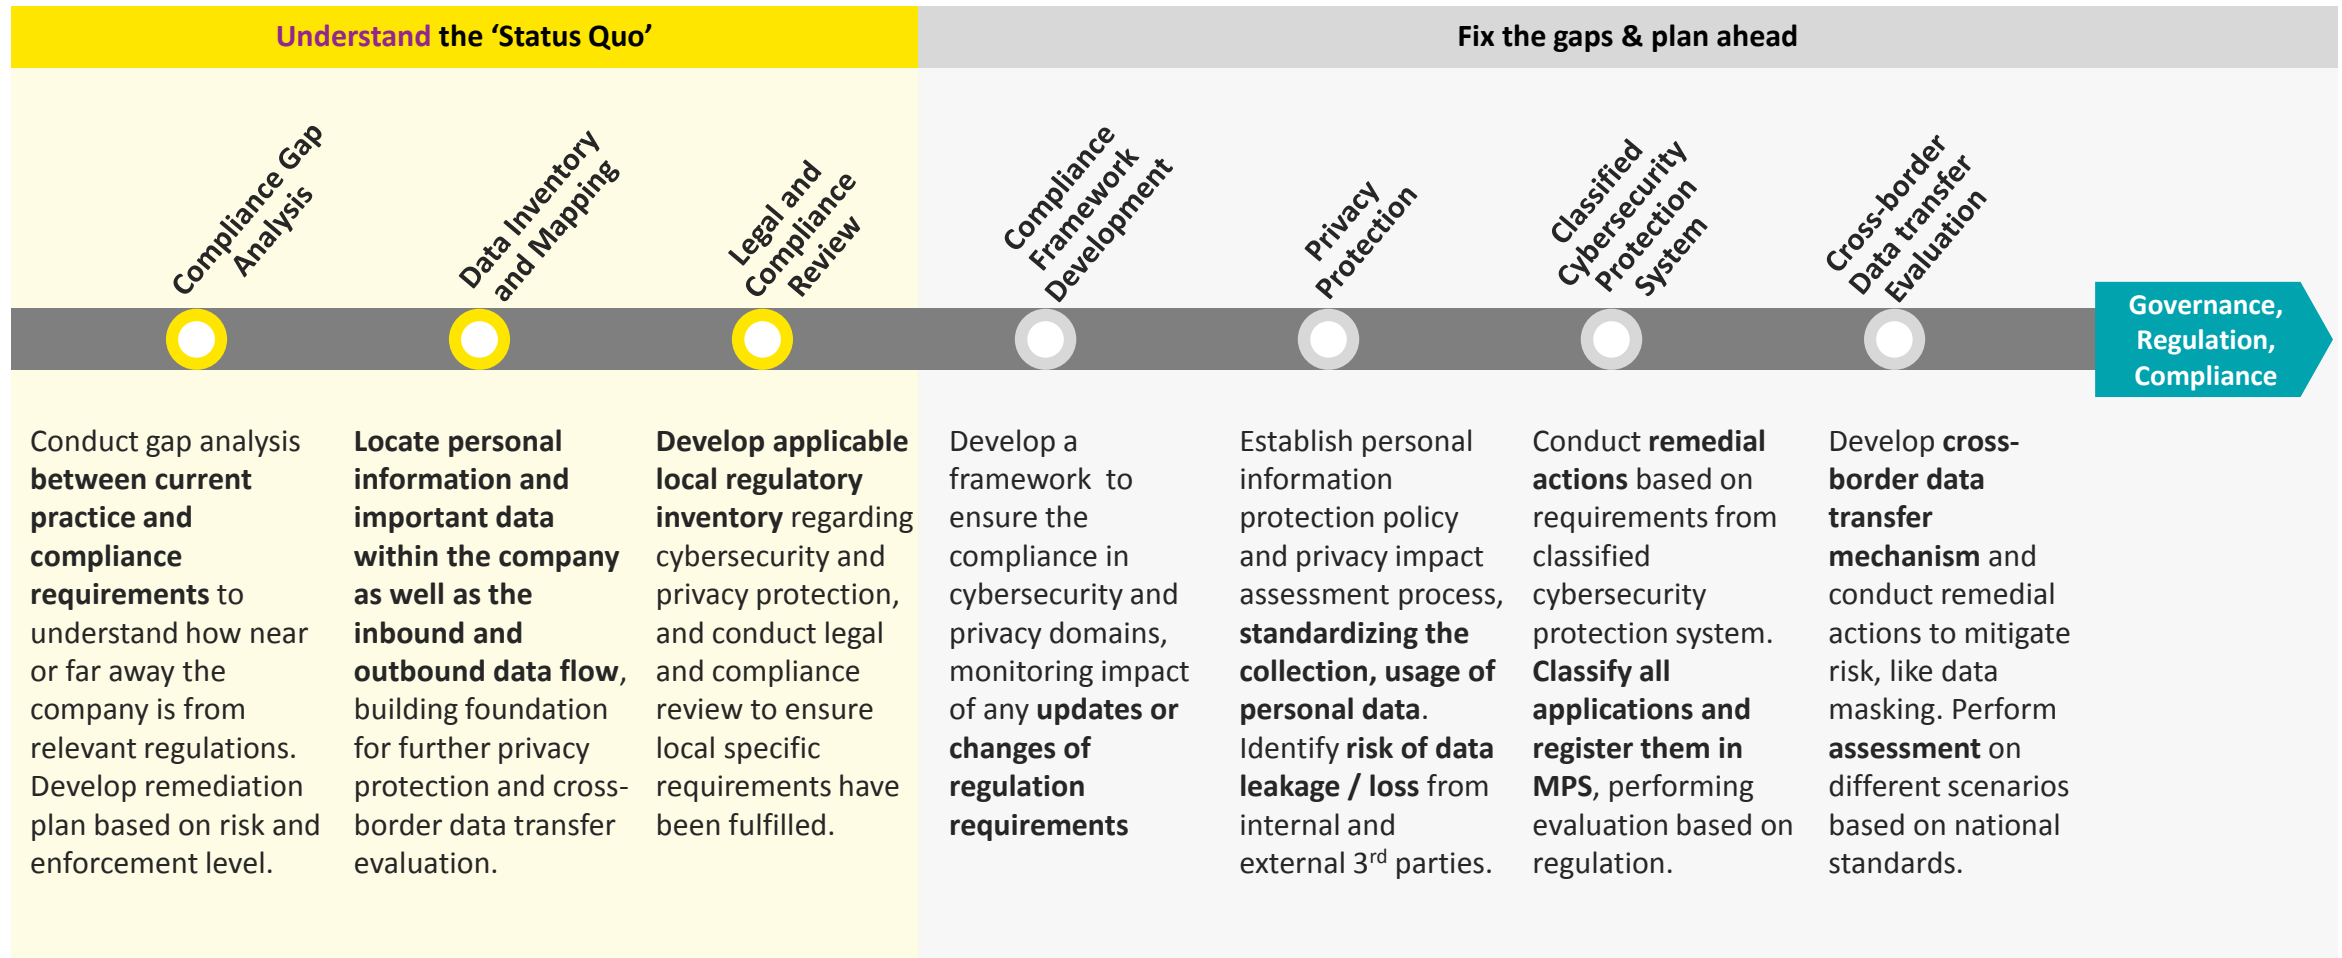 Understand the ‘Status Quo’
Fix the gaps & plan ahead
Compliance Gap
Analysis
Data Inventory
and Mapping
Legal and
Compliance
Review
Compliance
Framework
Development
Privacy
Protection
Classified
Cybersecurity
Protection
System
Cross-border
Data transfer
Evaluation
Governance,
Regulation,
Compliance
Conduct gap analysis
between current
practice and
compliance
requirements to
understand how near
or far away the
company is from
relevant regulations.
Develop remediation
plan based on risk and
enforcement level.
Locate personal
information and
important data
within the company
as well as the
inbound and
outbound data flow,
building foundation
for further privacy
protection and cross-
border data transfer
evaluation.
Develop applicable
local regulatory
inventory regarding
cybersecurity and
privacy protection,
and conduct legal
and compliance
review to ensure
local specific
requirements have
been fulfilled.
Develop a
framework  to
ensure the
compliance in
cybersecurity and
privacy domains,
monitoring impact
of any updates or
changes of
regulation
requirements
Establish personal
information
protection policy
and privacy impact
assessment process,
standardizing the
collection, usage of
personal data.
Identify risk of data
leakage / loss from
internal and
external 3rd parties.
Conduct remedial
actions based on
requirements from
classified
cybersecurity
protection system.
Classify all
applications and
register them in
MPS, performing
evaluation based on
regulation.
Develop cross-
border data
transfer
mechanism and
conduct remedial
actions to mitigate
risk, like data
masking. Perform
assessment on
different scenarios
based on national
standards.